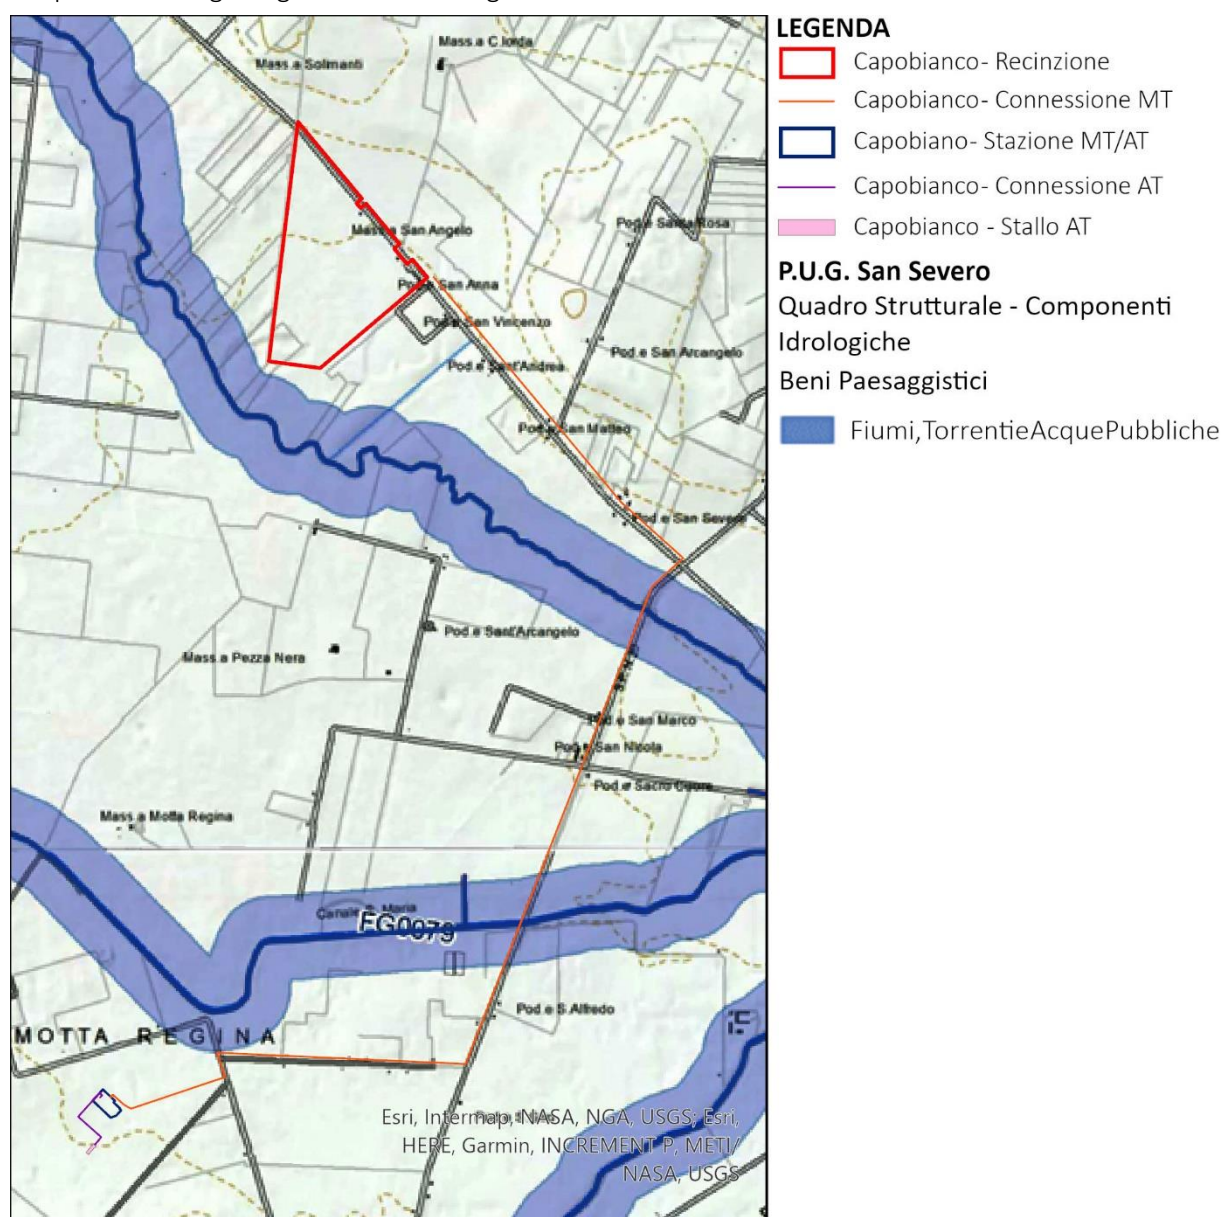 LEGENDA
Capobianco- Recinzione
Capobianco- Connessione MT
Capobiano- Stazione MT/AT
Capobianco- Connessione AT
Capobianco - Stallo AT
P.U.G. San Severo
Quadro Strutturale - Componenti
Idrologiche
Beni Paesaggistici
Fiumi,TorrentieAcquePubbliche
Mass.a C.Iorda
Mass.a Solimanti
Pod.e Santa Rosa
Mass.a San Angelo
Pod.e San Anna
Pod.e San Vincenzo
Pod.e San Arcangelo
Pod.e Sant'Andrea
Pod.e San Matteo
Pod.e San Severo
Pod.e Sant'Arcangelo
Mass.a Pezza Nera
Pod.e San Marco
Pod.e San Nicola
Pod.e Sacro Cuore
Mass.a Motta Regina
Canale S. Maria
FG0079
Pod.e S.Alfredo
MOTTA REGINA
Esri, Intermap, NASA, NGA, USGS; Esri,
HERE, Garmin, INCREMENT P, METI/
NASA, USGS